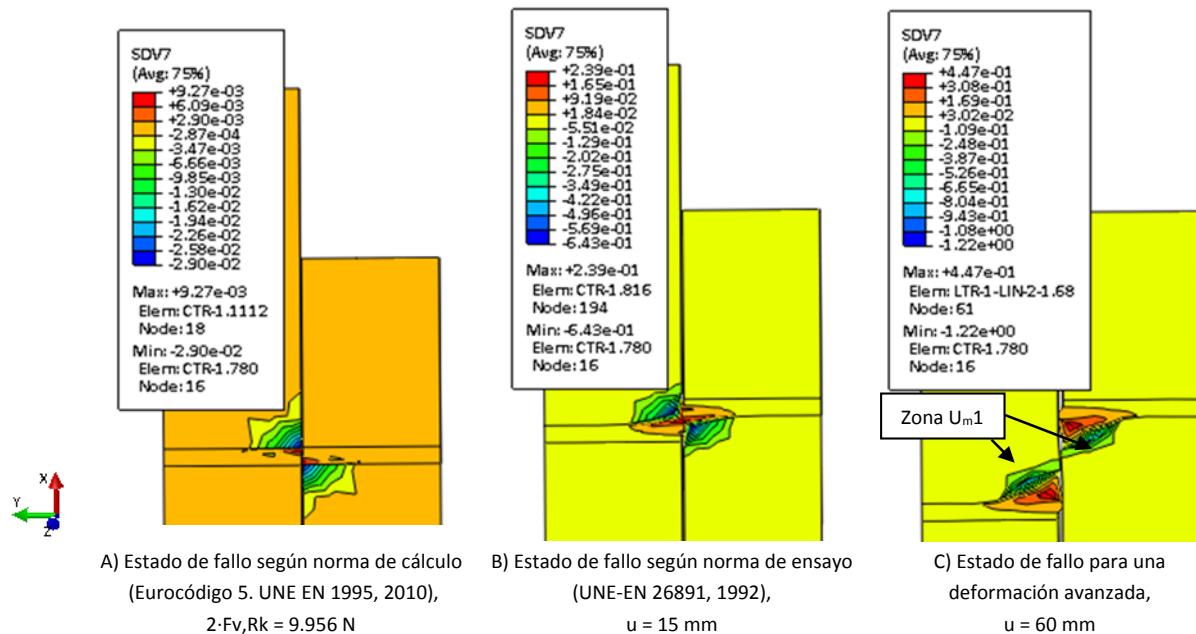 SDV7
(Avg: 75%)
+9.27e-03
+6.09e-03
+2.90e-03
-2.87e-04
-3.47e-03
-6.66e-03
-9.85e-03
-1.30e-02
-1.62e-02
-1.94e-02
-2.26e-02
-2.58e-02
-2.90e-02
Max: +9.27e-03
Elem: CTR-1.1112
Node: 18
Min: -2.90e-02
Elem: CTR-1.780
Node: 16
SDV7
(Avg: 75%)
+2.39e-01
+1.65e-01
+9.19e-02
+1.84e-02
-5.51e-02
-1.29e-01
-2.02e-01
-2.75e-01
-3.49e-01
-4.22e-01
-4.96e-01
-5.69e-01
-6.43e-01
Max: +2.39e-01
Elem: CTR-1.816
Node: 194
Min: -6.43e-01
Elem: CTR-1.780
Node: 16
SDV7
(Avg: 75%)
+4.47e-01
+3.08e-01
+1.69e-01
+3.02e-02
-1.09e-01
-2.48e-01
-3.87e-01
-5.26e-01
-6.65e-01
-8.04e-01
-9.43e-01
-1.08e+00
-1.22e+00
Max: +4.47e-01
Elem: LTR-1-LIN-2-1.68
Node: 61
Min: -1.22e+00
Elem: CTR-1.780
Node: 16
Zona Uₘ1
X
Y
Z
A) Estado de fallo según norma de cálculo
(Eurocódigo 5. UNE EN 1995, 2010),
2·Fv,Rk = 9.956 N
B) Estado de fallo según norma de ensayo
(UNE-EN 26891, 1992),
u = 15 mm
C) Estado de fallo para una
deformación avanzada,
u = 60 mm